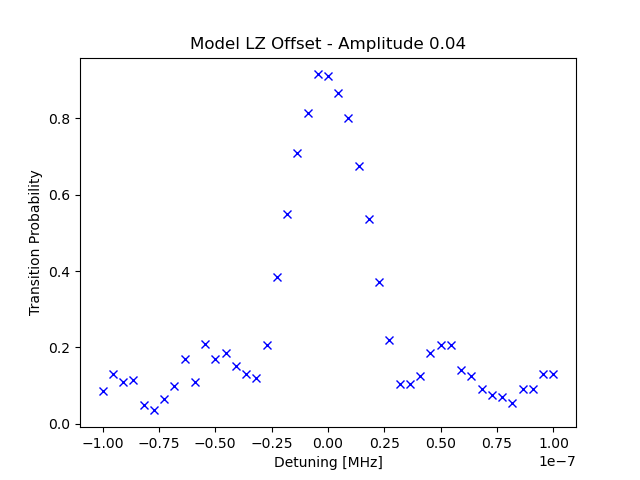 Model LZ Offset - Amplitude 0.04
Transition Probability
0.8
0.6
0.4
0.2
0.0
−1.00 −0.75 −0.50 −0.25 0.00 0.25 0.50 0.75 1.00
Detuning [MHz]
1e−7